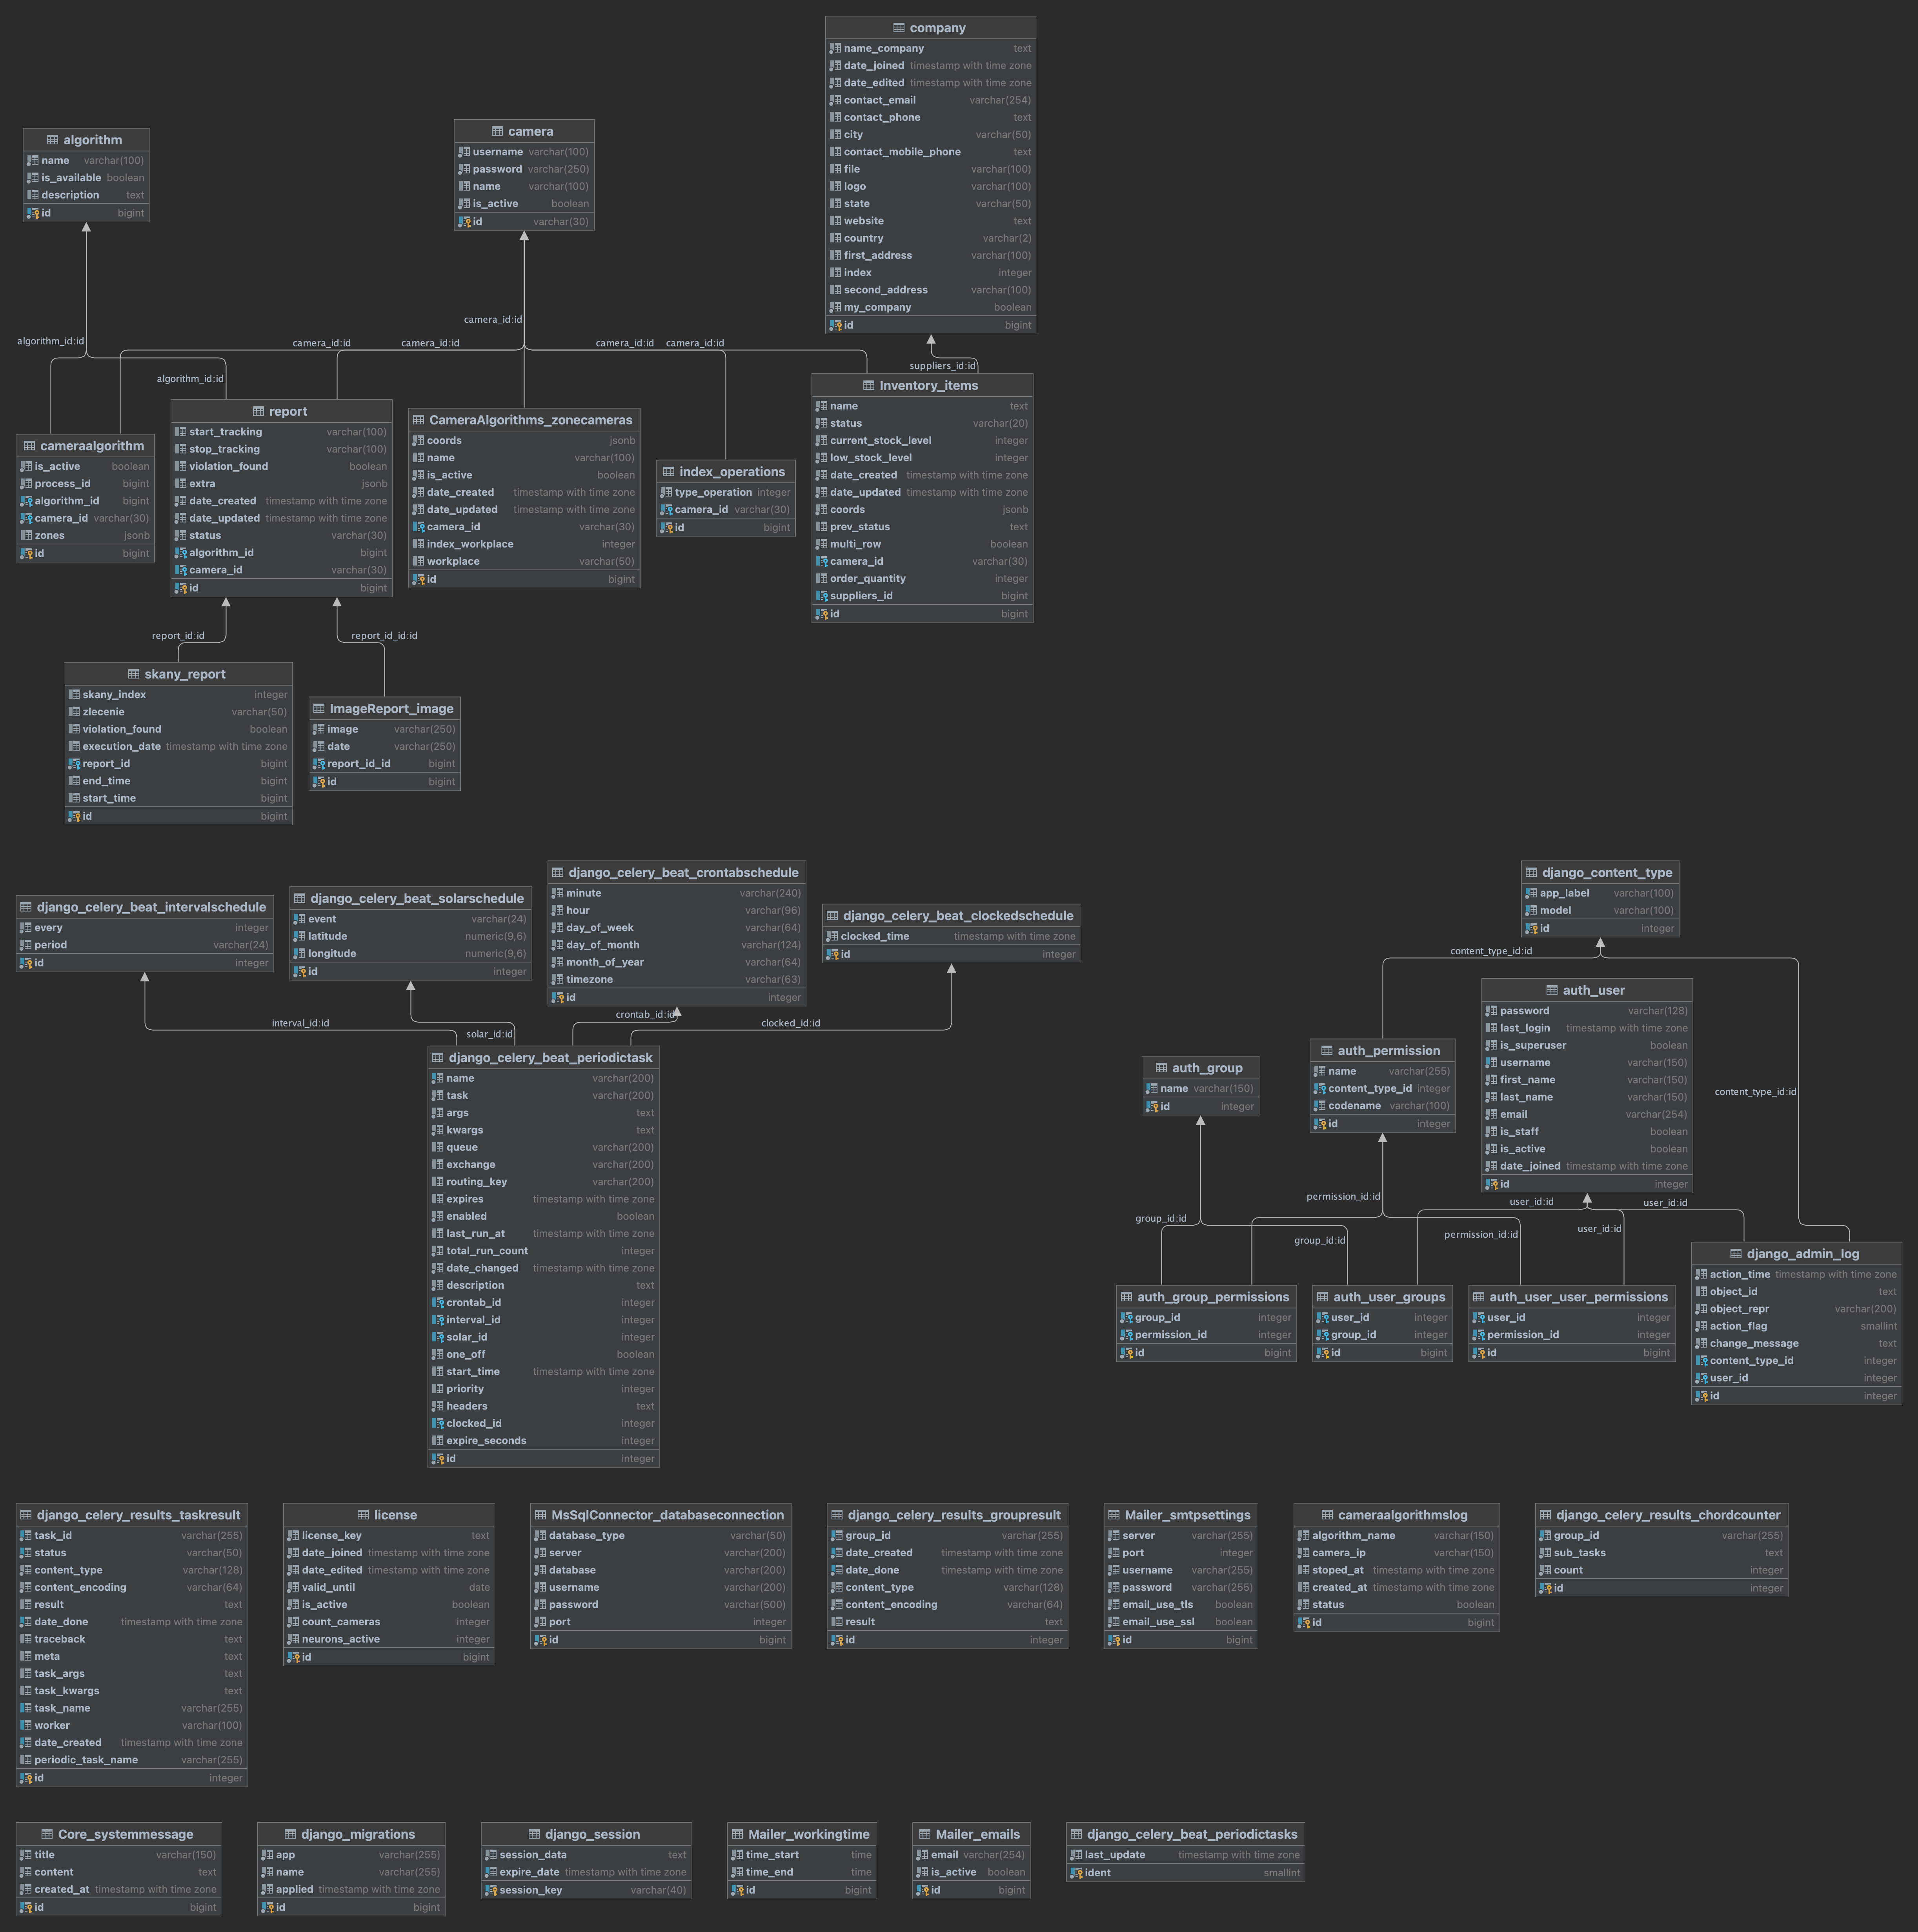 company
name_company text
date_joined timestamp with time zone
date_edited timestamp with time zone
contact_email varchar(254)
contact_phone text
city varchar(50)
contact_mobile_phone text
file varchar(100)
logo varchar(100)
state varchar(50)
website text
country varchar(2)
first_address varchar(100)
index integer
second_address varchar(100)
my_company boolean
id bigint
algorithm
name varchar(100)
is_available boolean
description text
id bigint
camera
username varchar(100)
password varchar(250)
name varchar(100)
is_active boolean
id varchar(30)
camera_id:id
algorithm_id:id
camera_id:id
camera_id:id
camera_id:id
camera_id:id
suppliers_id:id
algorithm_id:id
cameraalgorithm
is_active boolean
process_id bigint
algorithm_id bigint
camera_id varchar(30)
zones jsonb
id bigint
report
start_tracking varchar(100)
stop_tracking varchar(100)
violation_found boolean
extra jsonb
date_created timestamp with time zone
date_updated timestamp with time zone
status varchar(30)
algorithm_id bigint
camera_id varchar(30)
id bigint
CameraAlgorithms_zonecameras
coords jsonb
name varchar(100)
is_active boolean
date_created timestamp with time zone
date_updated timestamp with time zone
camera_id varchar(30)
index_workplace integer
workplace varchar(50)
id bigint
index_operations
type_operation integer
camera_id varchar(30)
id bigint
Inventory_items
name text
status varchar(20)
current_stock_level integer
low_stock_level integer
date_created timestamp with time zone
date_updated timestamp with time zone
coords jsonb
prev_status text
multi_row boolean
camera_id varchar(30)
order_quantity integer
suppliers_id bigint
id bigint
report_id:id
report_id_id:id
skany_report
skany_index integer
zlecenie varchar(50)
violation_found boolean
execution_date timestamp with time zone
report_id bigint
end_time bigint
start_time bigint
id bigint
ImageReport_image
image varchar(250)
date varchar(250)
report_id_id bigint
id bigint
django_celery_beat_intervalschedule
every integer
period varchar(24)
id integer
django_celery_beat_solarschedule
event varchar(24)
latitude numeric(9,6)
longitude numeric(9,6)
id integer
django_celery_beat_crontabschedule
minute varchar(240)
hour varchar(96)
day_of_week varchar(64)
day_of_month varchar(124)
month_of_year varchar(64)
timezone varchar(63)
id integer
django_celery_beat_clockedschedule
clocked_time timestamp with time zone
id integer
interval_id:id
solar_id:id
crontab_id:id
clocked_id:id
django_celery_beat_periodictask
name varchar(200)
task varchar(200)
args text
kwargs text
queue varchar(200)
exchange varchar(200)
routing_key varchar(200)
expires timestamp with time zone
enabled boolean
last_run_at timestamp with time zone
total_run_count integer
date_changed timestamp with time zone
description text
crontab_id integer
interval_id integer
solar_id integer
one_off boolean
start_time timestamp with time zone
priority integer
headers text
clocked_id integer
expire_seconds integer
id integer
django_content_type
app_label varchar(100)
model varchar(100)
id integer
content_type_id:id
auth_user
password varchar(128)
last_login timestamp with time zone
is_superuser boolean
username varchar(150)
first_name varchar(150)
last_name varchar(150)
email varchar(254)
is_staff boolean
is_active boolean
date_joined timestamp with time zone
id integer
auth_permission
name varchar(255)
content_type_id integer
codename varchar(100)
id integer
auth_group
name varchar(150)
id integer
content_type_id:id
permission_id:id
user_id:id
user_id:id
group_id:id
group_id:id
permission_id:id
user_id:id
auth_group_permissions
group_id integer
permission_id integer
id bigint
auth_user_groups
user_id integer
group_id integer
id bigint
auth_user_user_permissions
user_id integer
permission_id integer
id bigint
django_admin_log
action_time timestamp with time zone
object_id text
object_repr varchar(200)
action_flag smallint
change_message text
content_type_id integer
user_id integer
id integer
django_celery_results_taskresult
task_id varchar(255)
status varchar(50)
content_type varchar(128)
content_encoding varchar(64)
result text
date_done timestamp with time zone
traceback text
meta text
task_args text
task_kwargs text
task_name varchar(255)
worker varchar(100)
date_created timestamp with time zone
periodic_task_name varchar(255)
id integer
license
license_key text
date_joined timestamp with time zone
date_edited timestamp with time zone
valid_until date
is_active boolean
count_cameras integer
neurons_active integer
id bigint
MsSqlConnector_databaseconnection
database_type varchar(50)
server varchar(200)
database varchar(200)
username varchar(200)
password varchar(500)
port integer
id bigint
django_celery_results_groupresult
group_id varchar(255)
date_created timestamp with time zone
date_done timestamp with time zone
content_type varchar(128)
content_encoding varchar(64)
result text
id integer
Mailer_smtpsettings
server varchar(255)
port integer
username varchar(255)
password varchar(255)
email_use_tls boolean
email_use_ssl boolean
id bigint
cameraalgorithmslog
algorithm_name varchar(150)
camera_ip varchar(150)
stoped_at timestamp with time zone
created_at timestamp with time zone
status boolean
id bigint
django_celery_results_chordcounter
group_id varchar(255)
sub_tasks text
count integer
id integer
Core_systemmessage
title varchar(150)
content text
created_at timestamp with time zone
id bigint
django_migrations
app varchar(255)
name varchar(255)
applied timestamp with time zone
id bigint
django_session
session_data text
expire_date timestamp with time zone
session_key varchar(40)
Mailer_workingtime
time_start time
time_end time
id bigint
Mailer_emails
email varchar(254)
is_active boolean
id bigint
django_celery_beat_periodictasks
last_update timestamp with time zone
ident smallint